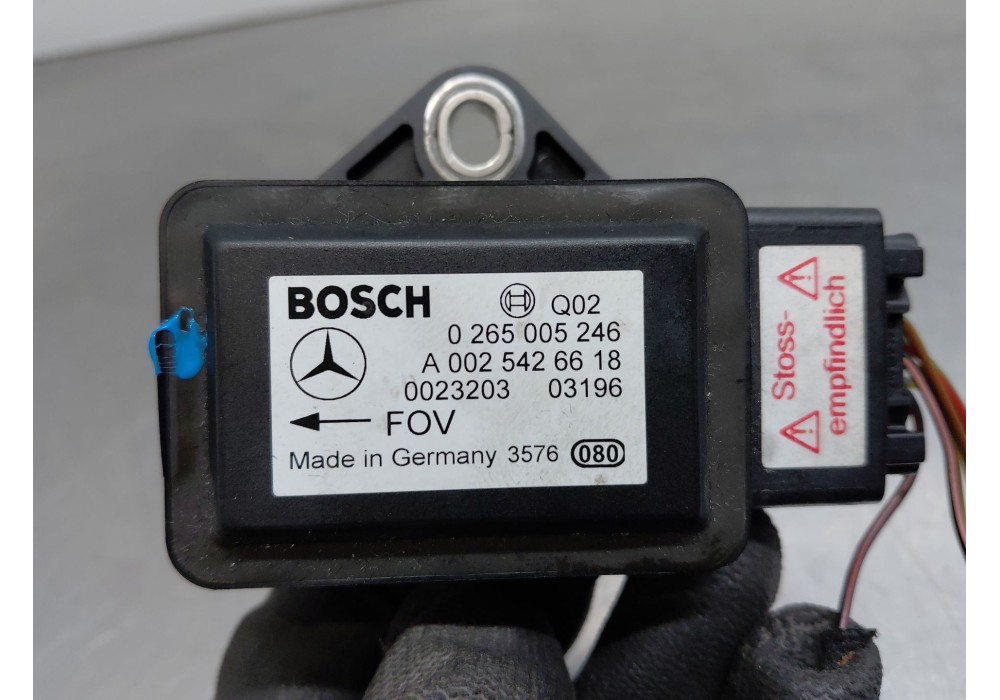 BOSCH Q02
0 265 005 246
A 002 542 66 18
0023203 03196
FOV
Made in Germany 3576 080
Stoss-
empfindlich